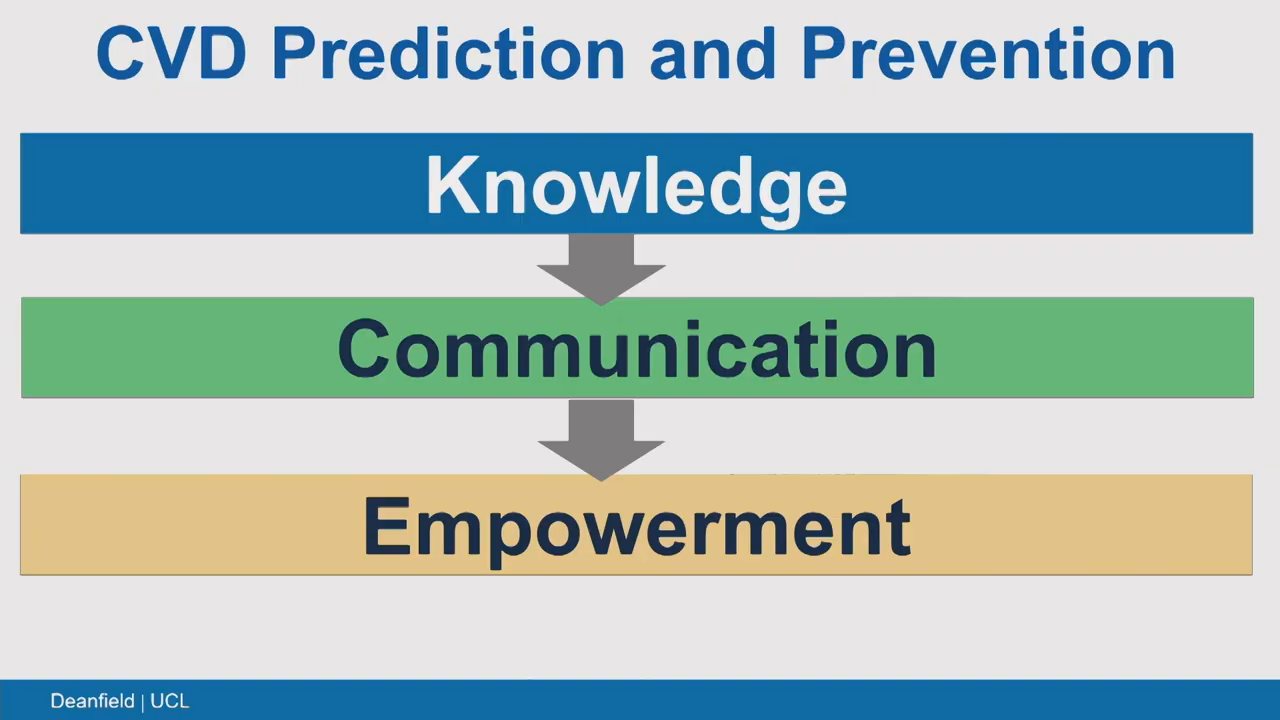 CVD Prediction and Prevention
Knowledge
Communication
Empowerment
Deanfield | UCL